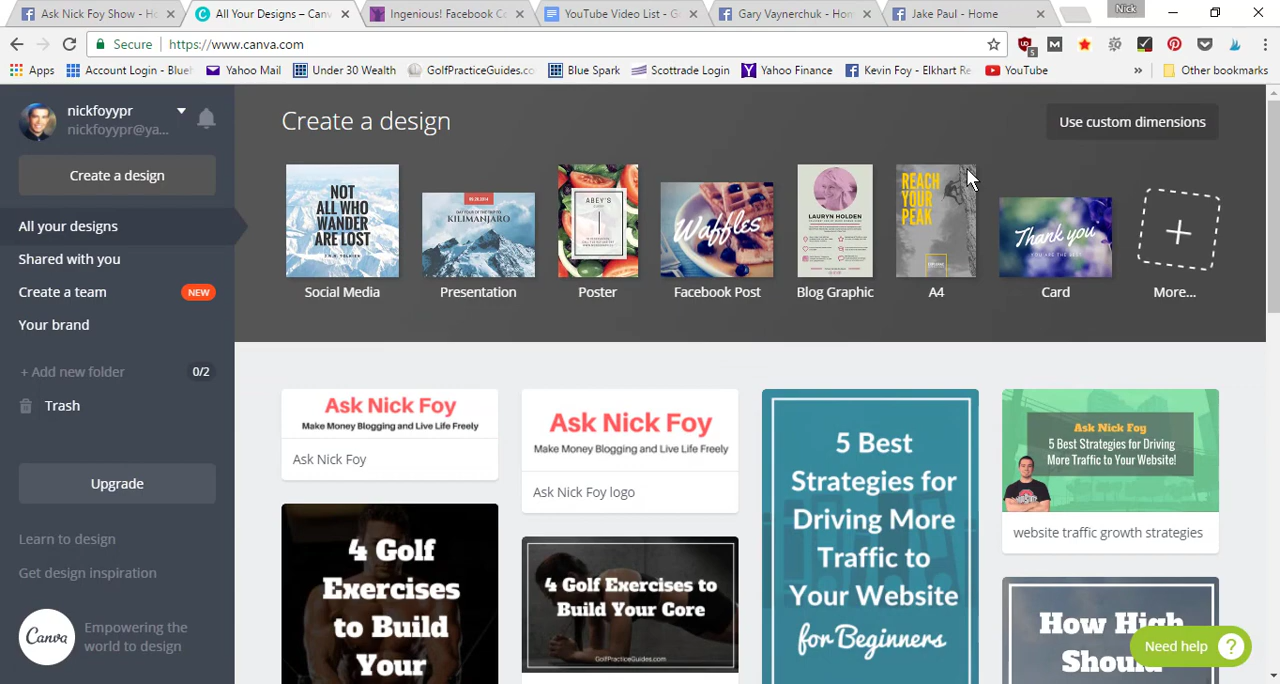 Ask Nick Foy Show - Ho
All Your Designs – Can
Ingenious! Facebook Co
YouTube Video List - G
Gary Vaynerchuk - Hom
Jake Paul - Home
Nick
Secure
https://www.canva.com
Apps
Account Login - Blueh
Yahoo Mail
Under 30 Wealth
GolfPracticeGuides.co
Blue Spark
Scottrade Login
Yahoo Finance
Kevin Foy - Elkhart Re
YouTube
»
Other bookmarks
nickfoyypr
nickfoyypr@ya...
Create a design
All your designs
Shared with you
Create a team
NEW
Your brand
+ Add new folder
0/2
Trash
Upgrade
Learn to design
Get design inspiration
Canva
Empowering the
world to design
Create a design
Use custom dimensions
NOT
ALL WHO
WANDER
ARE LOST
KILIMANJARO
ABEY'S
Waffles
LAURYN HOLDEN
REACH
YOUR
PEAK
Thank you
Social Media
Presentation
Poster
Facebook Post
Blog Graphic
A4
Card
More...
Ask Nick Foy
Make Money Blogging and Live Life Freely
Ask Nick Foy
Ask Nick Foy
Make Money Blogging and Live Life Freely
Ask Nick Foy logo
5 Best
Strategies for
Driving More
Traffic to
Your Website
for Beginners
Ask Nick Foy
5 Best Strategies for Driving
More Traffic to Your Website!
website traffic growth strategies
4 Golf
Exercises
to Build
Your
4 Golf Exercises to
Build Your Core
GolfPracticeGuides.com
How High
Should
Need help ?